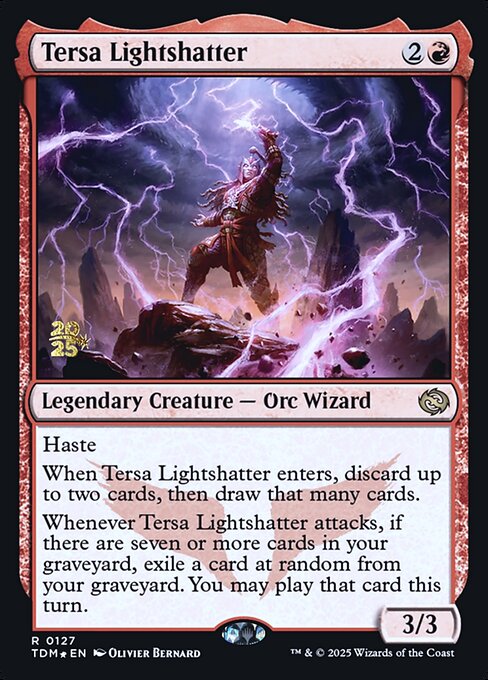 Tersa Lightshatter 2
20
25
Legendary Creature — Orc Wizard
Haste
When Tersa Lightshatter enters, discard up
to two cards, then draw that many cards.
Whenever Tersa Lightshatter attacks, if
there are seven or more cards in your
graveyard, exile a card at random from
your graveyard. You may play that card this
turn.
3/3
R 0127
TDM★EN Olivier Bernard
™ & © 2025 Wizards of the Coast